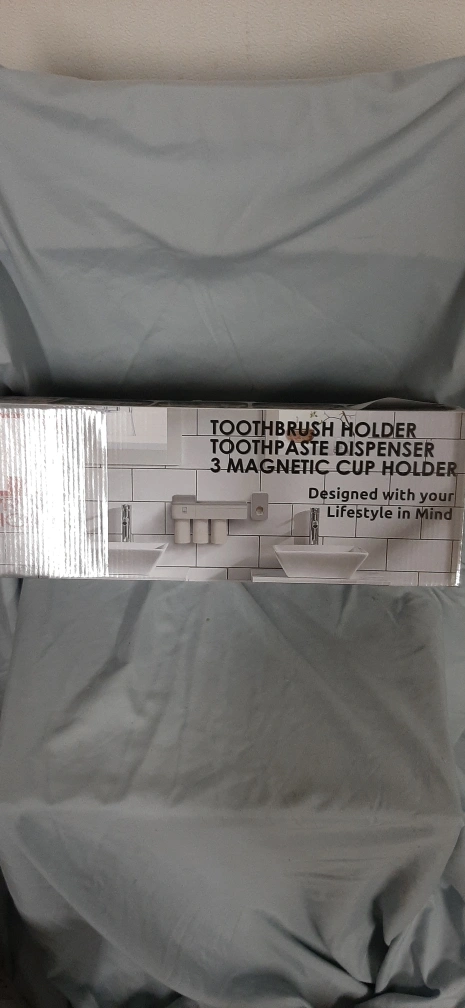 TOOTHBRUSH HOLDER
TOOTHPASTE DISPENSER
3 MAGNETIC CUP HOLDER
Designed with your
Lifestyle in Mind